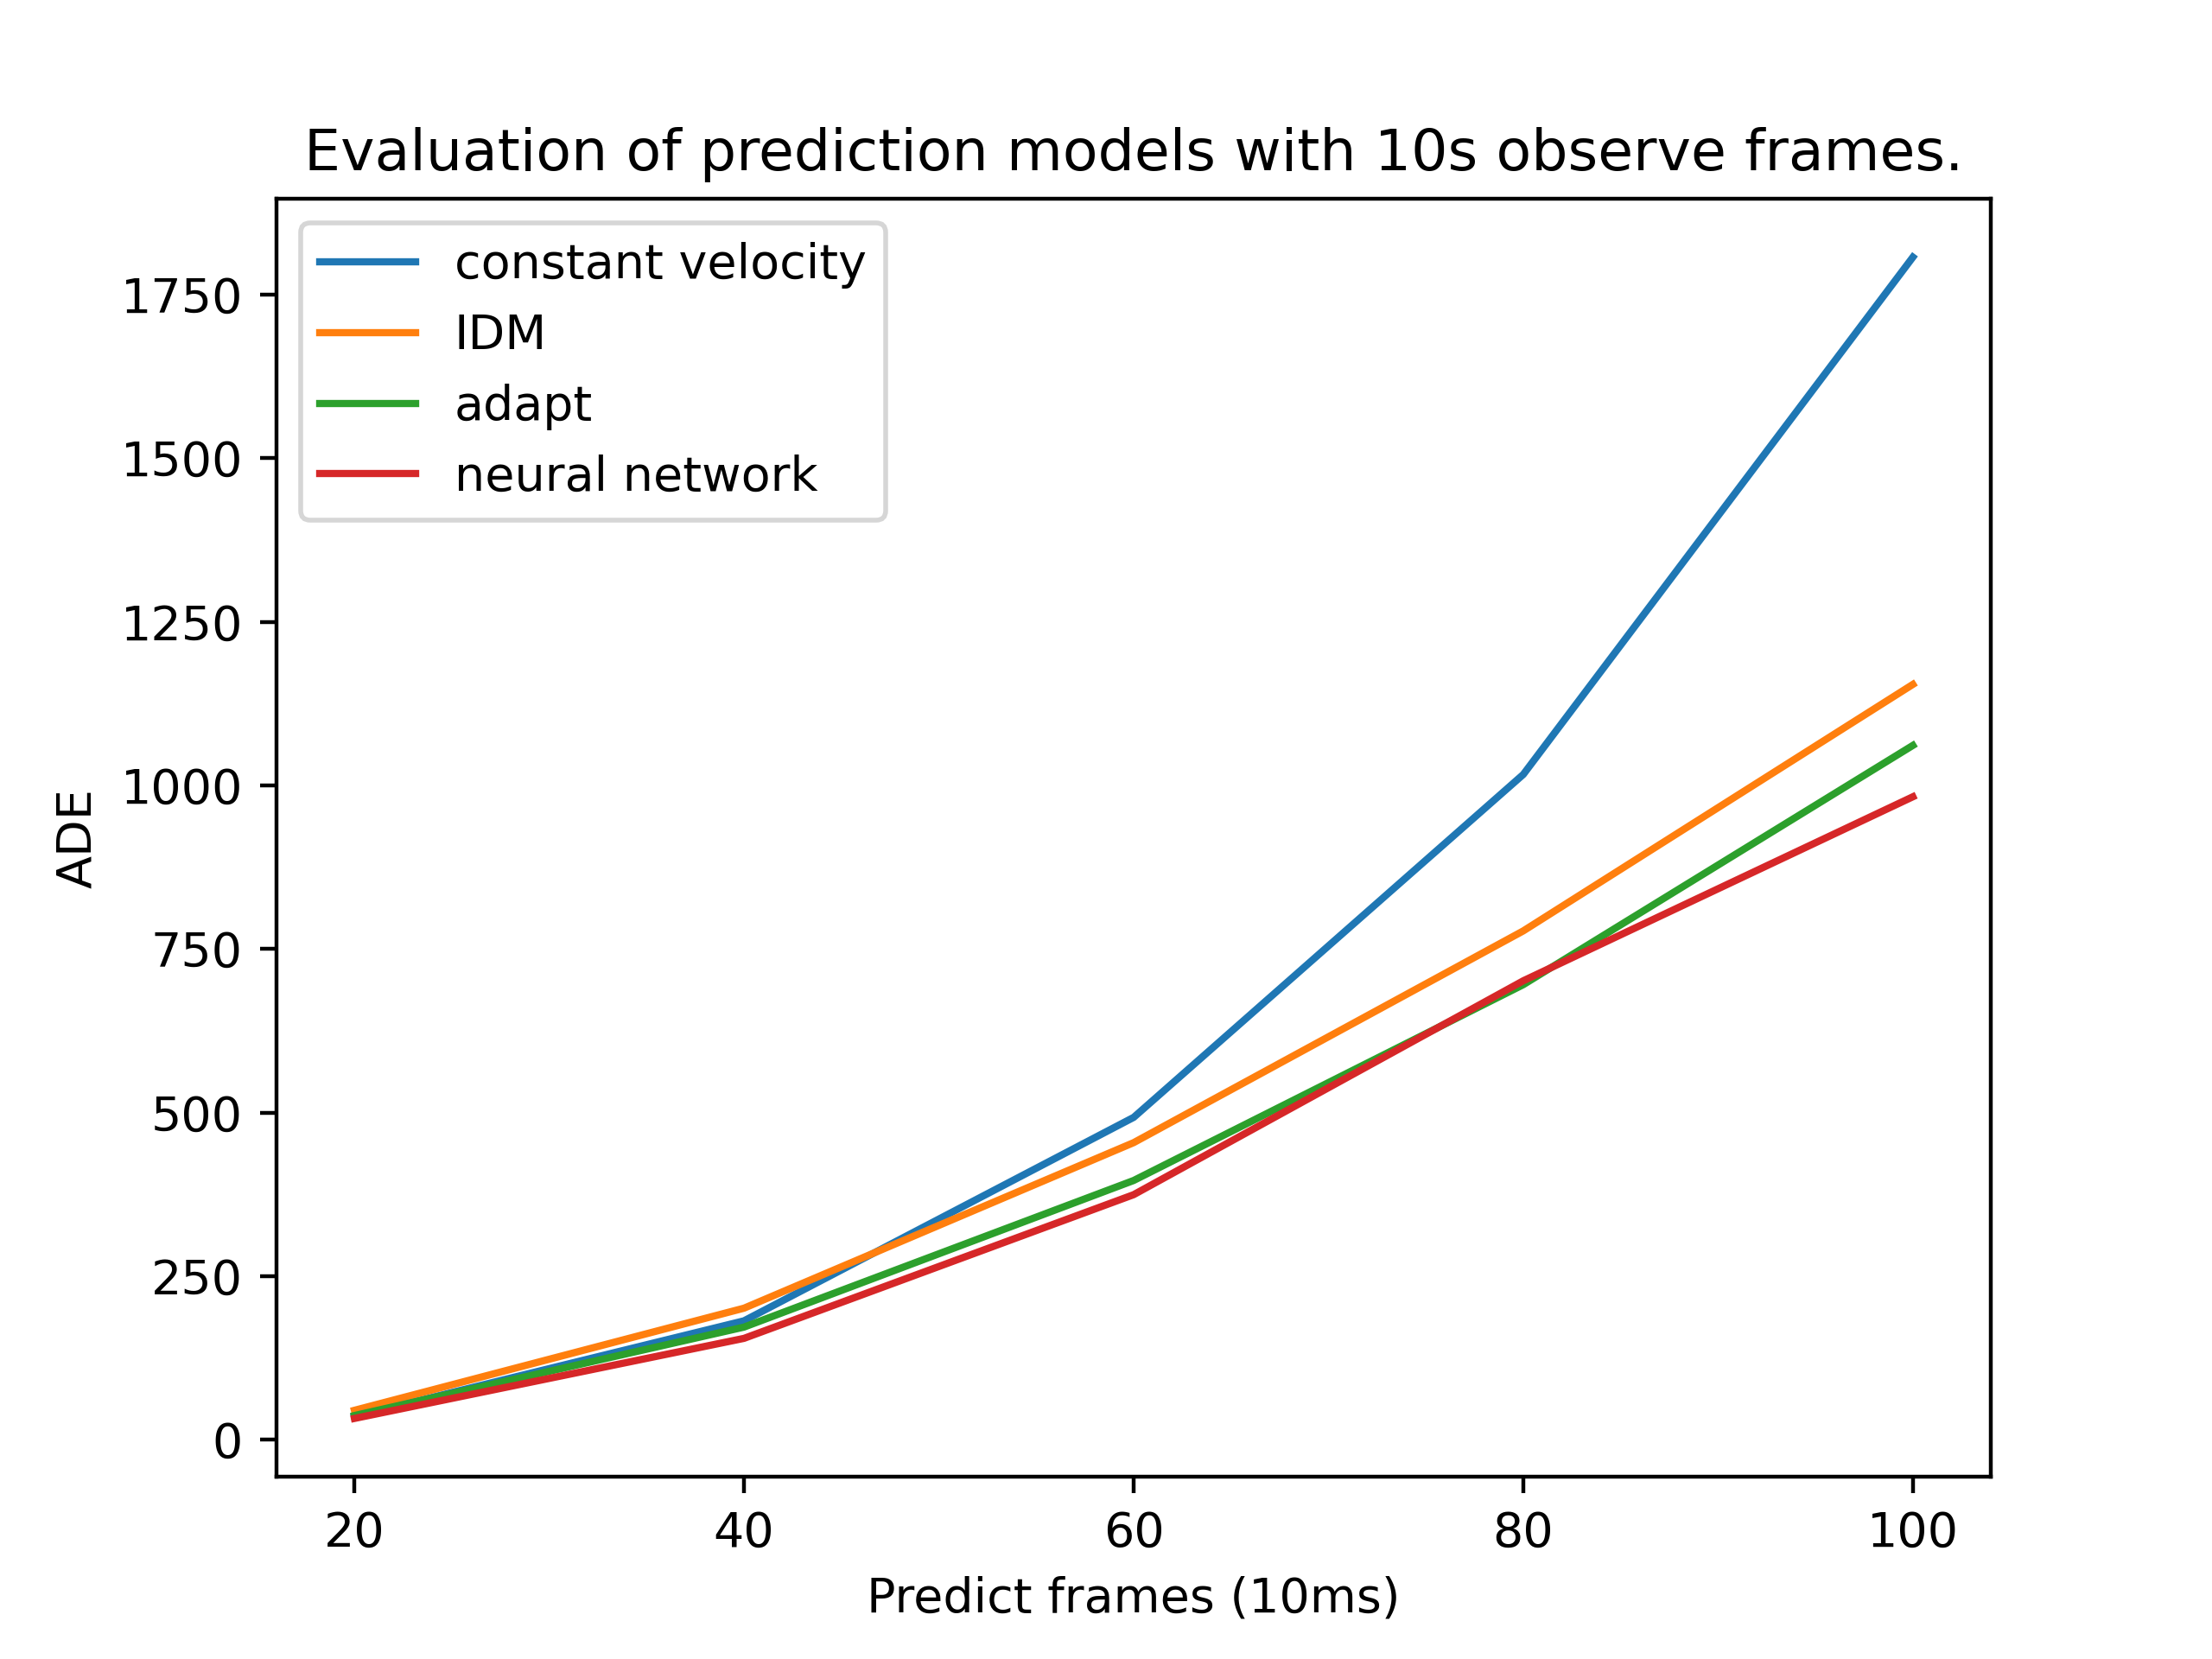 Evaluation of prediction models with 10s observe frames.
constant velocity
IDM
adapt
neural network
1750
1500
1250
1000
750
500
250
0
ADE
20 40 60 80 100
Predict frames (10ms)